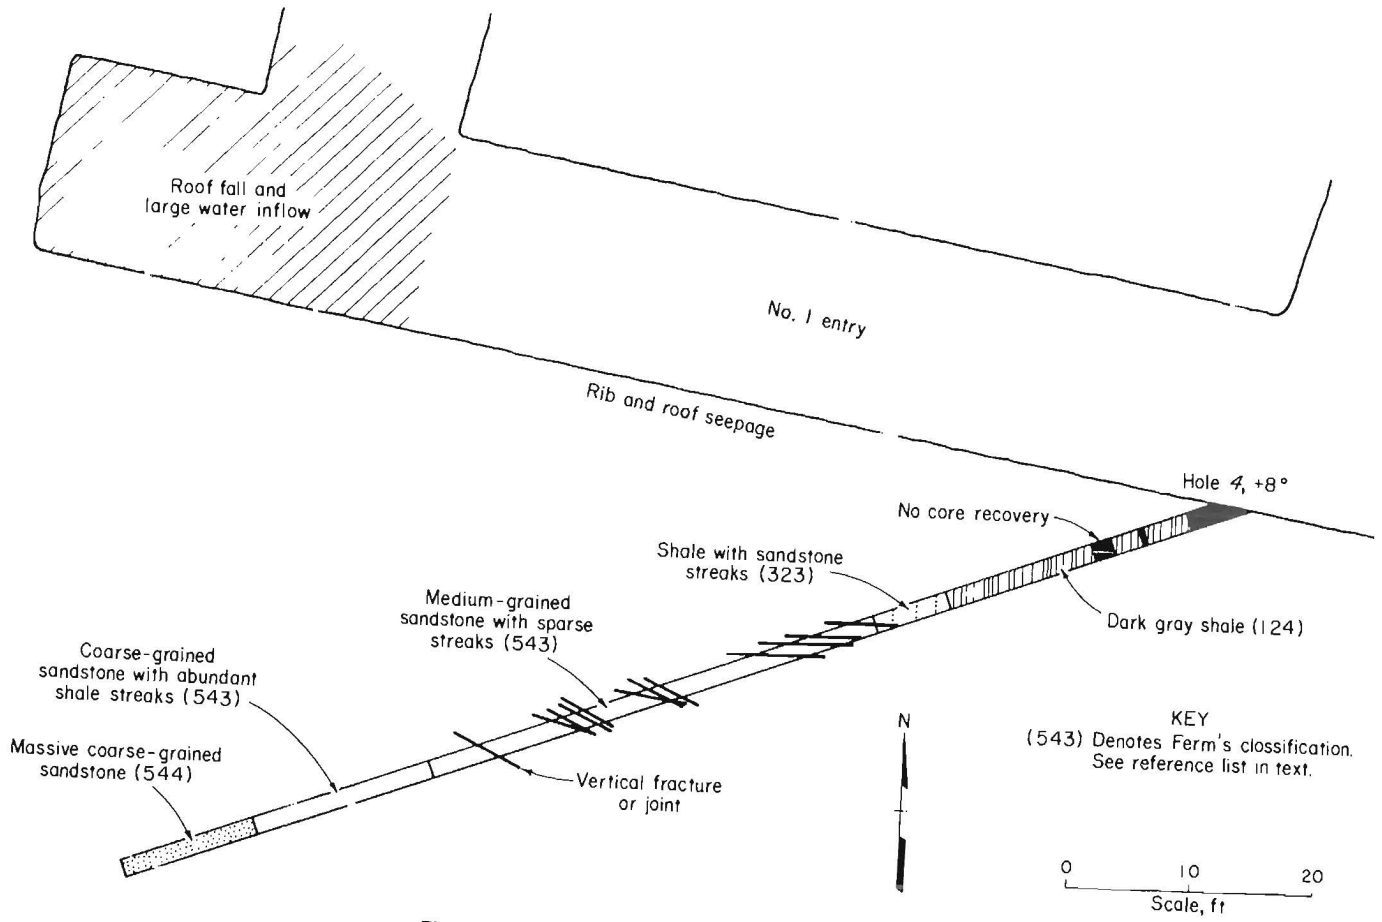 Roof fall and
large water inflow
No. 1 entry
Rib and roof seepage
Hole 4, +8°
No core recovery
Shale with sandstone
streaks (323)
Dark gray shale (124)
Medium-grained
sandstone with sparse
streaks (543)
Coarse-grained
sandstone with abundant
shale streaks (543)
Massive coarse-grained
sandstone (544)
Vertical fracture
or joint
N
KEY
(543) Denotes Ferm's classification.
See reference list in text.
0 10 20
Scale, ft